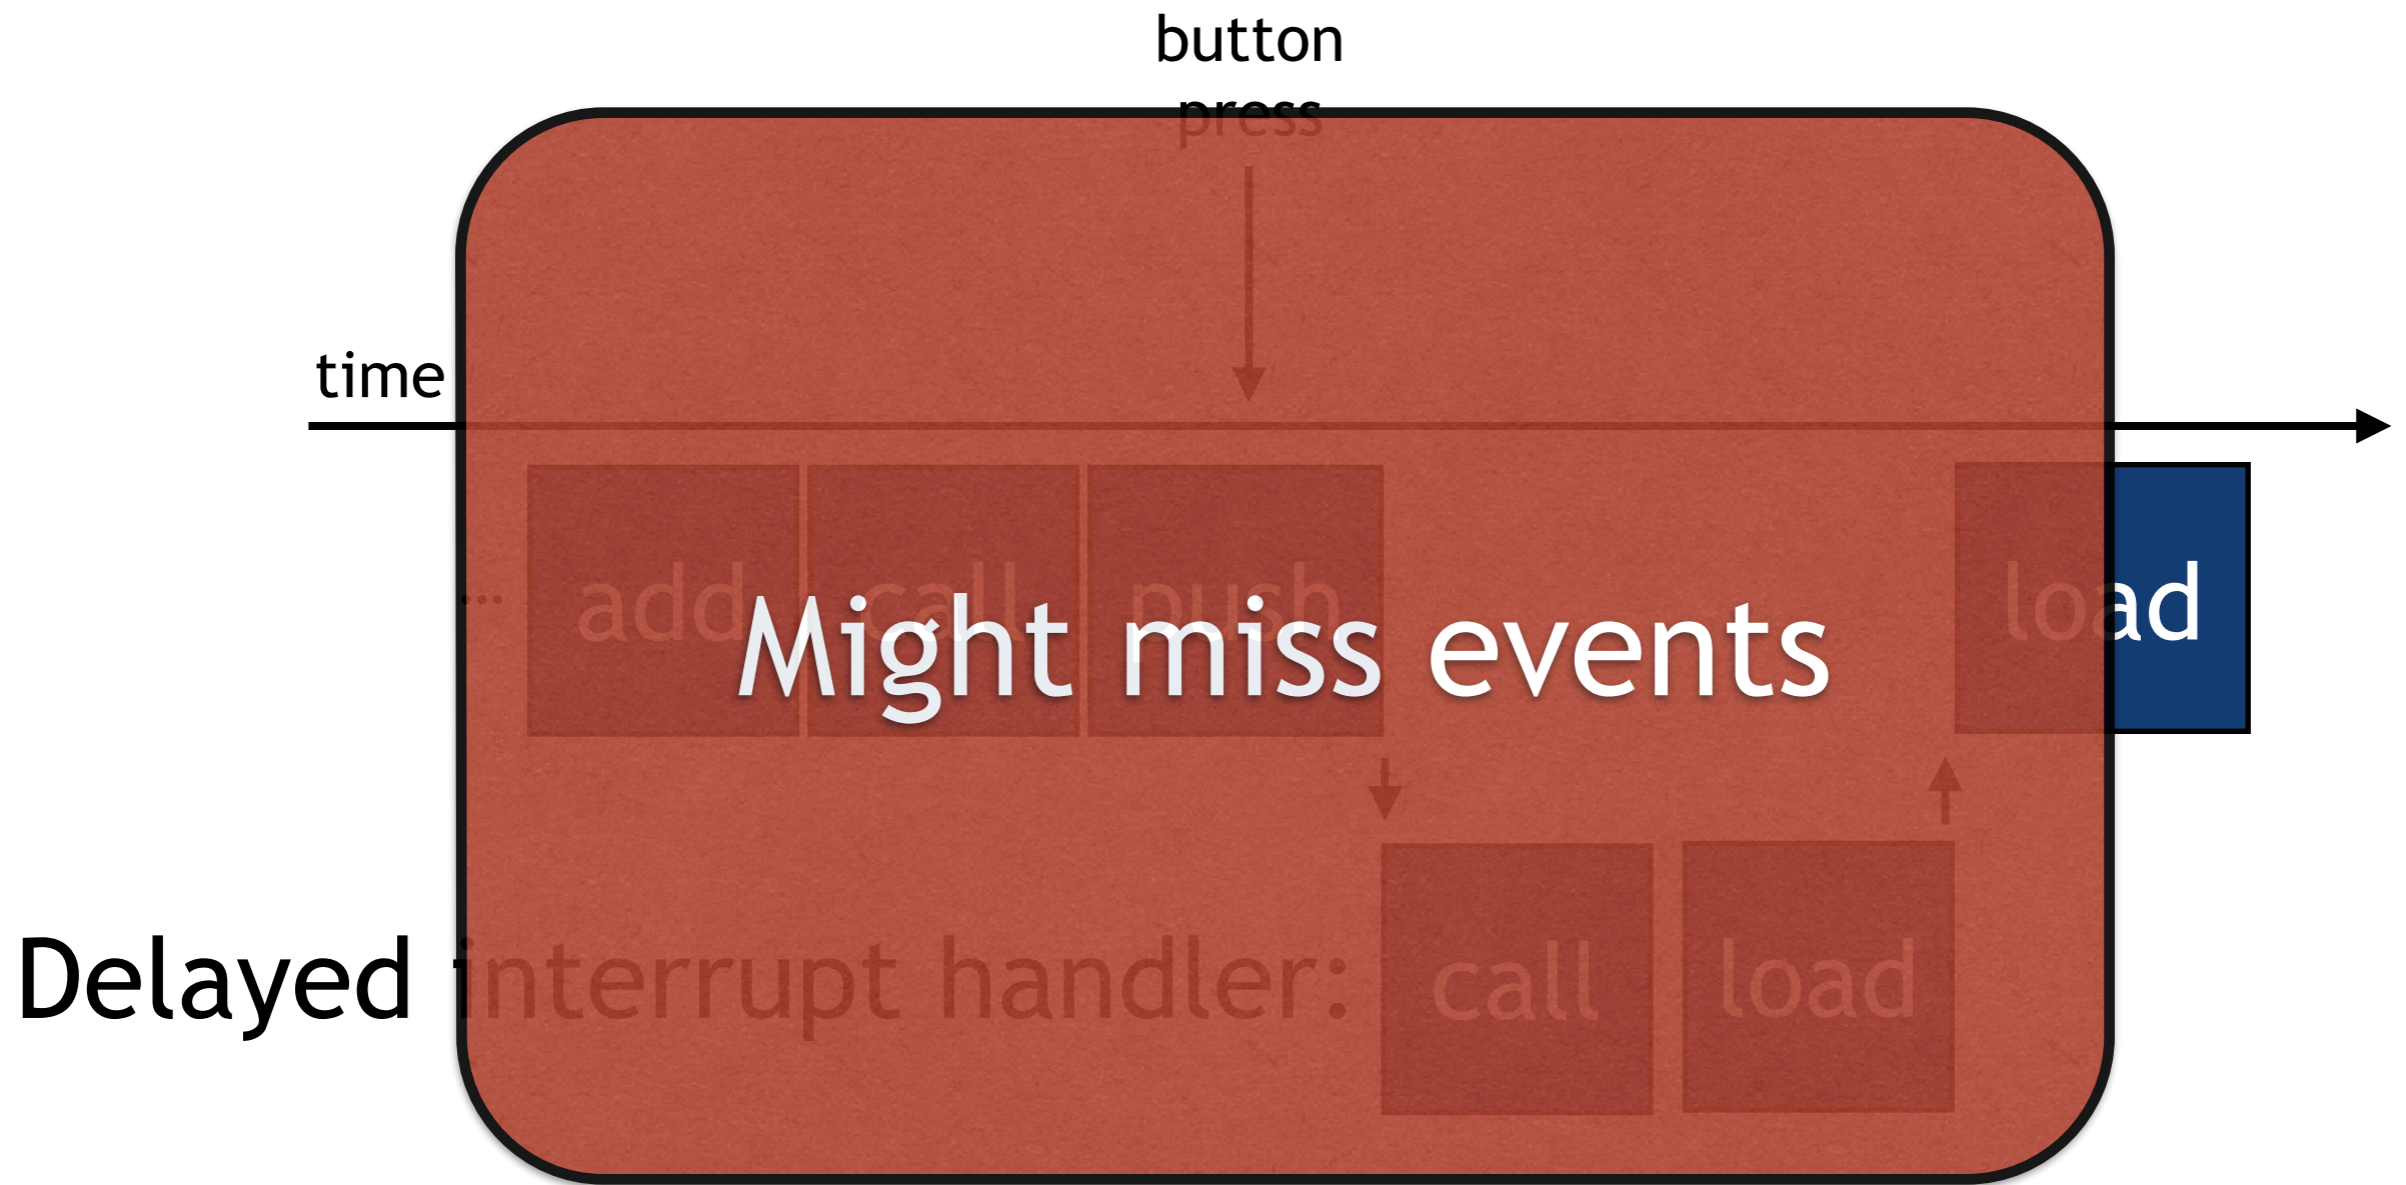 button
press
time
... add call push load
Might miss events
Delayed interrupt handler: call load